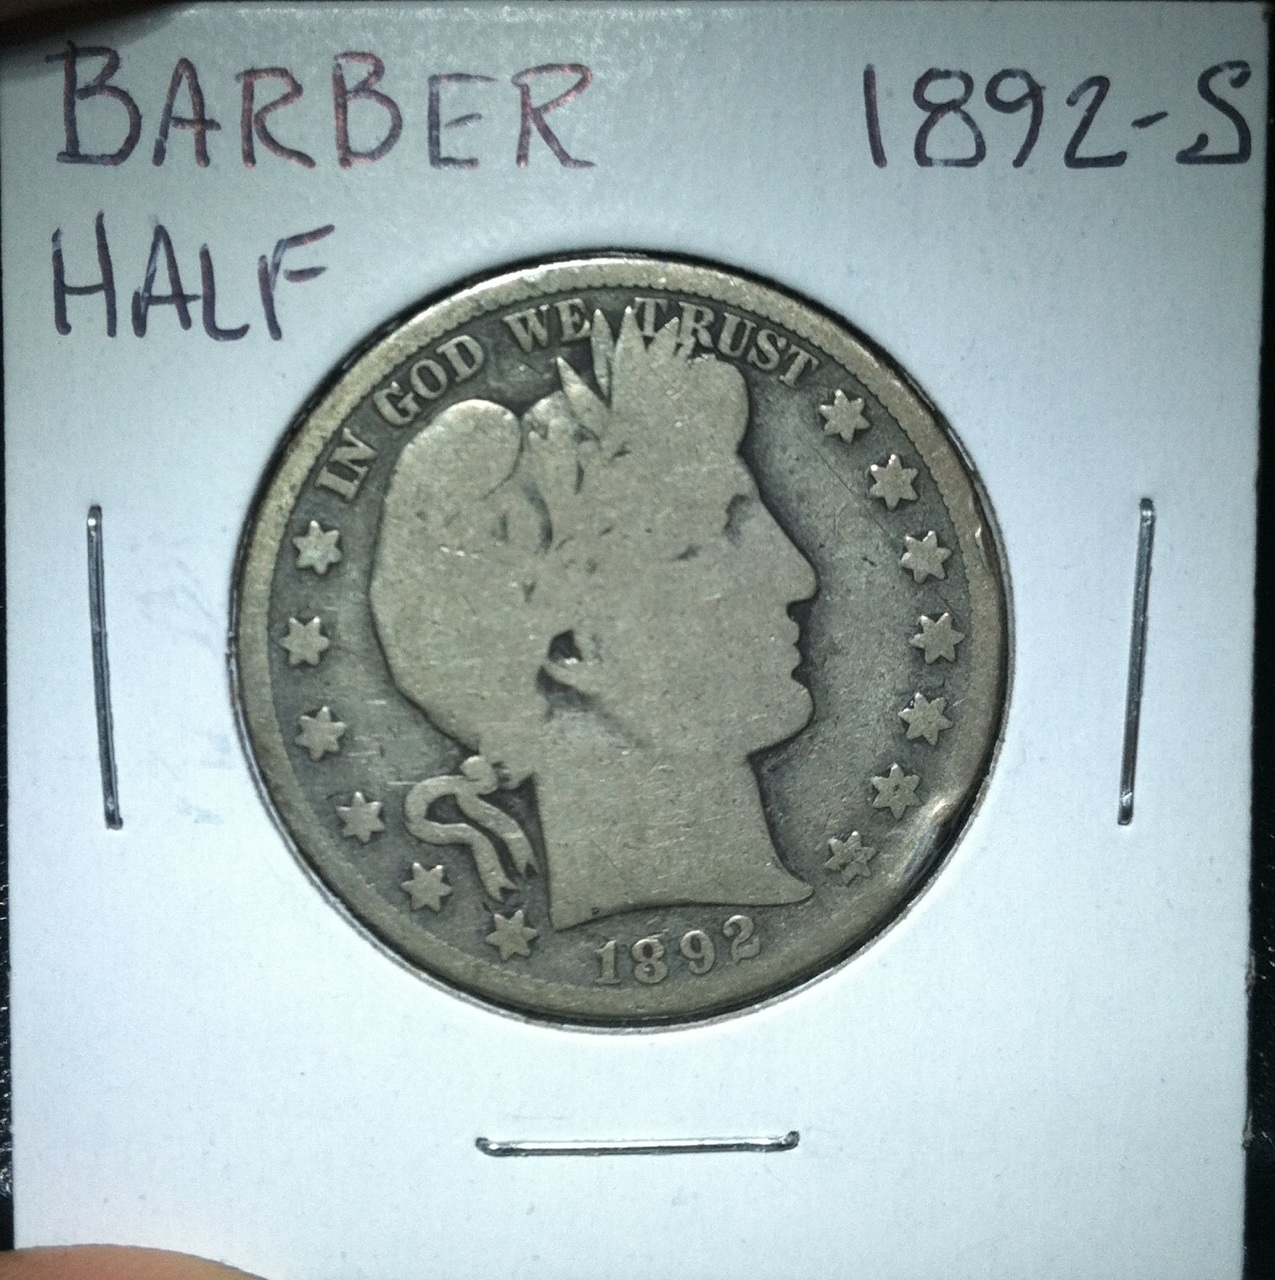 BARBER 1892-S
HALF
IN GOD WE TRUST
1892